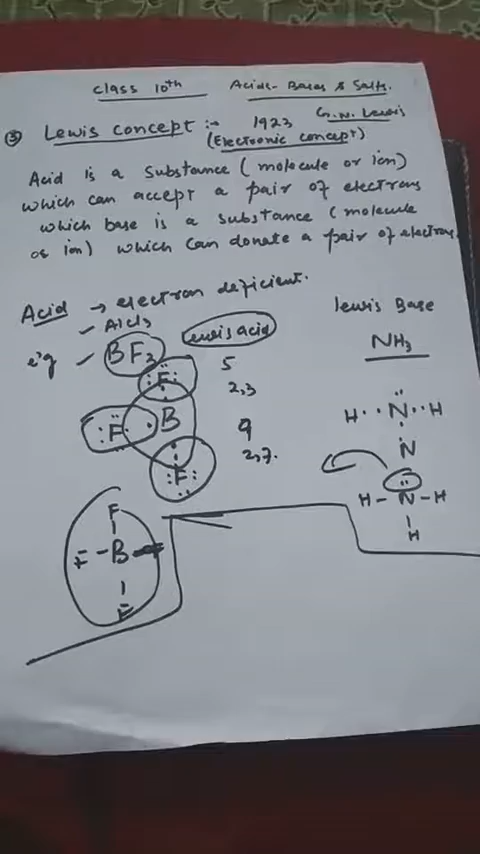 Class 10th Acids-Bases & Salts.
③ Lewis concept :- 1923 G.N. Lewis
(Electronic concept)
Acid is a substance (molecule or ion)
which can accept a pair of electrons
which base is a substance (molecule
or ion) which can donate a pair of electrons
Acid → electron deficient.
- AlCl3
e.g - BF3 Lewis acid
F
F B
F
5
2,3
9
2,7.
F
F-B
F
Lewis Base
NH3
H N H
N
H-N-H
H